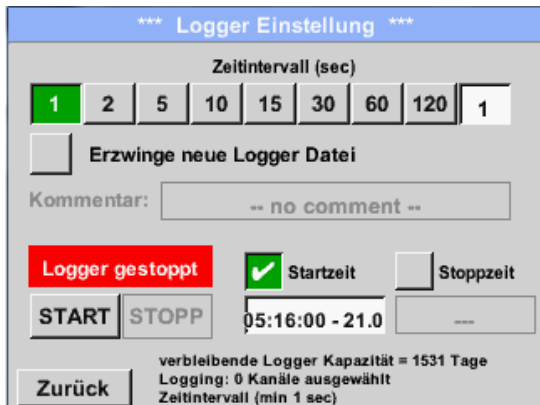 *** Logger Einstellung ***
Zeitintervall (sec)
1 2 5 10 15 30 60 120 1
Erzwinge neue Logger Datei
Kommentar: -- no comment --
Logger gestoppt Startzeit Stoppzeit
START STOPP 05:16:00 - 21.0 ---
verbleibende Logger Kapazität = 1531 Tage
Logging: 0 Kanäle ausgewählt
Zeitintervall (min 1 sec)
Zurück